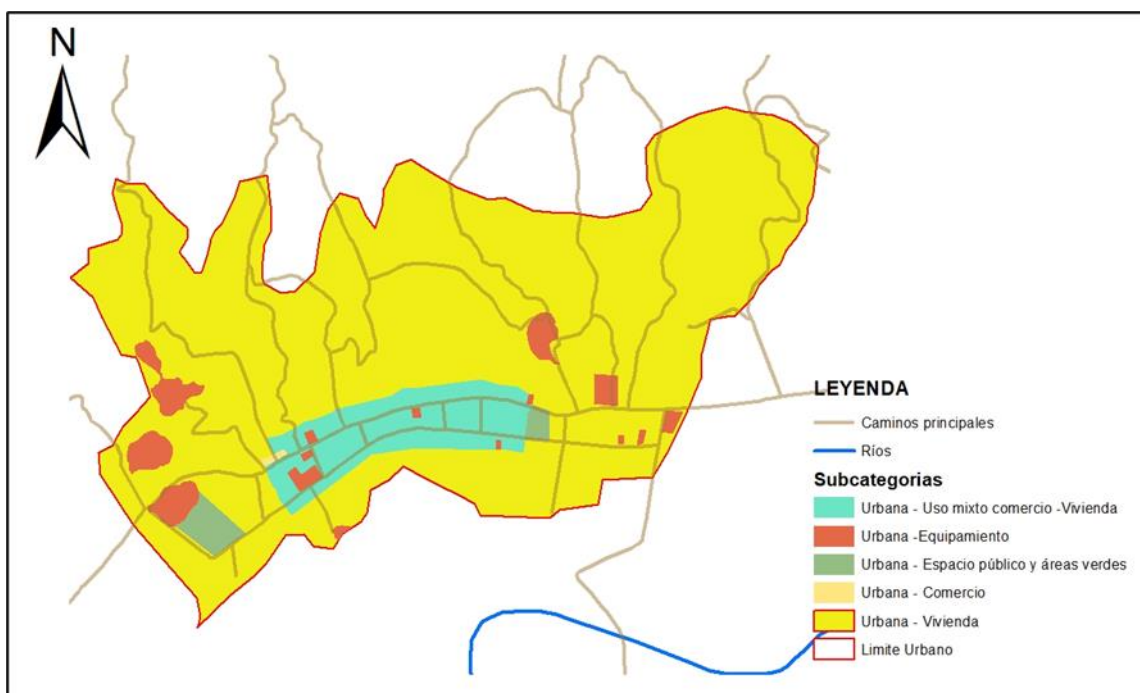 N
LEYENDA
Caminos principales
Ríos
Subcategorias
Urbana - Uso mixto comercio -Vivienda
Urbana -Equipamiento
Urbana - Espacio público y áreas verdes
Urbana - Comercio
Urbana - Vivienda
Limite Urbano